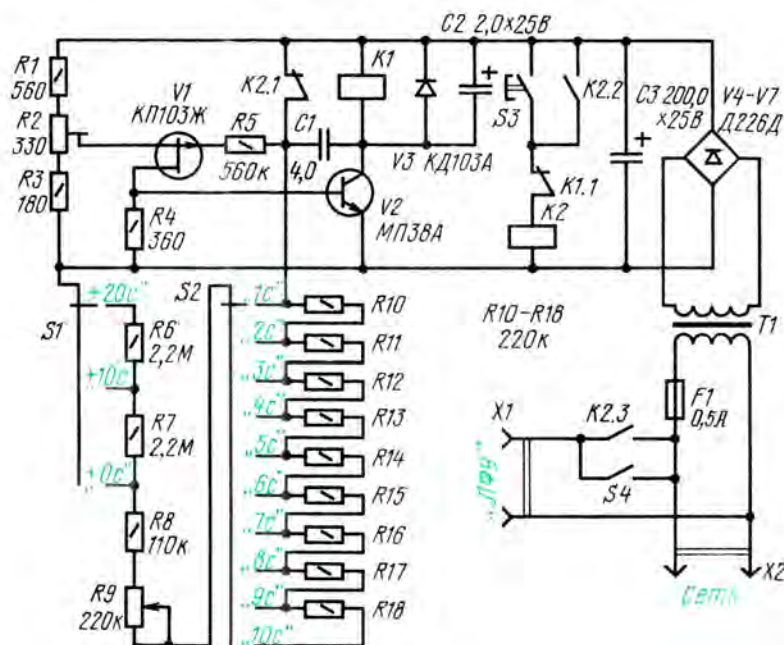 C2 2,0×25В
R1
560
R2
330
R3
180
V1
КП103Ж
R5
560к
K2.1
C1
4,0
K1
V3 КД103А
V2
МП38А
R4
360
S3
K2.2
K1.1
K2
C3 200,0
×25В
V4–V7
Д226Д
T1
F1
0,5А
S1
+20с"
R6
2,2М
+10с"
R7
2,2М
„+0с"
R8
110к
R9
220к
S2
„1с"
R10
„2с"
R11
„3с"
R12
„4с"
R13
„5с"
R14
„6с"
R15
„7с"
R16
„8с"
R17
„9с"
R18
„10с"
R10–R18
220к
X1
K2.3
S4
„ЛФУ"
X2
Сеть